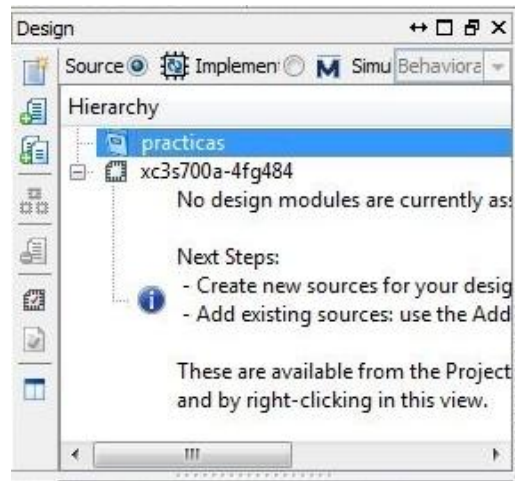 Design
Source Implemen Simu Behaviora
Hierarchy
practicas
xc3s700a-4fg484
No design modules are currently ass
Next Steps:
- Create new sources for your desig
- Add existing sources: use the Add
These are available from the Project
and by right-clicking in this view.